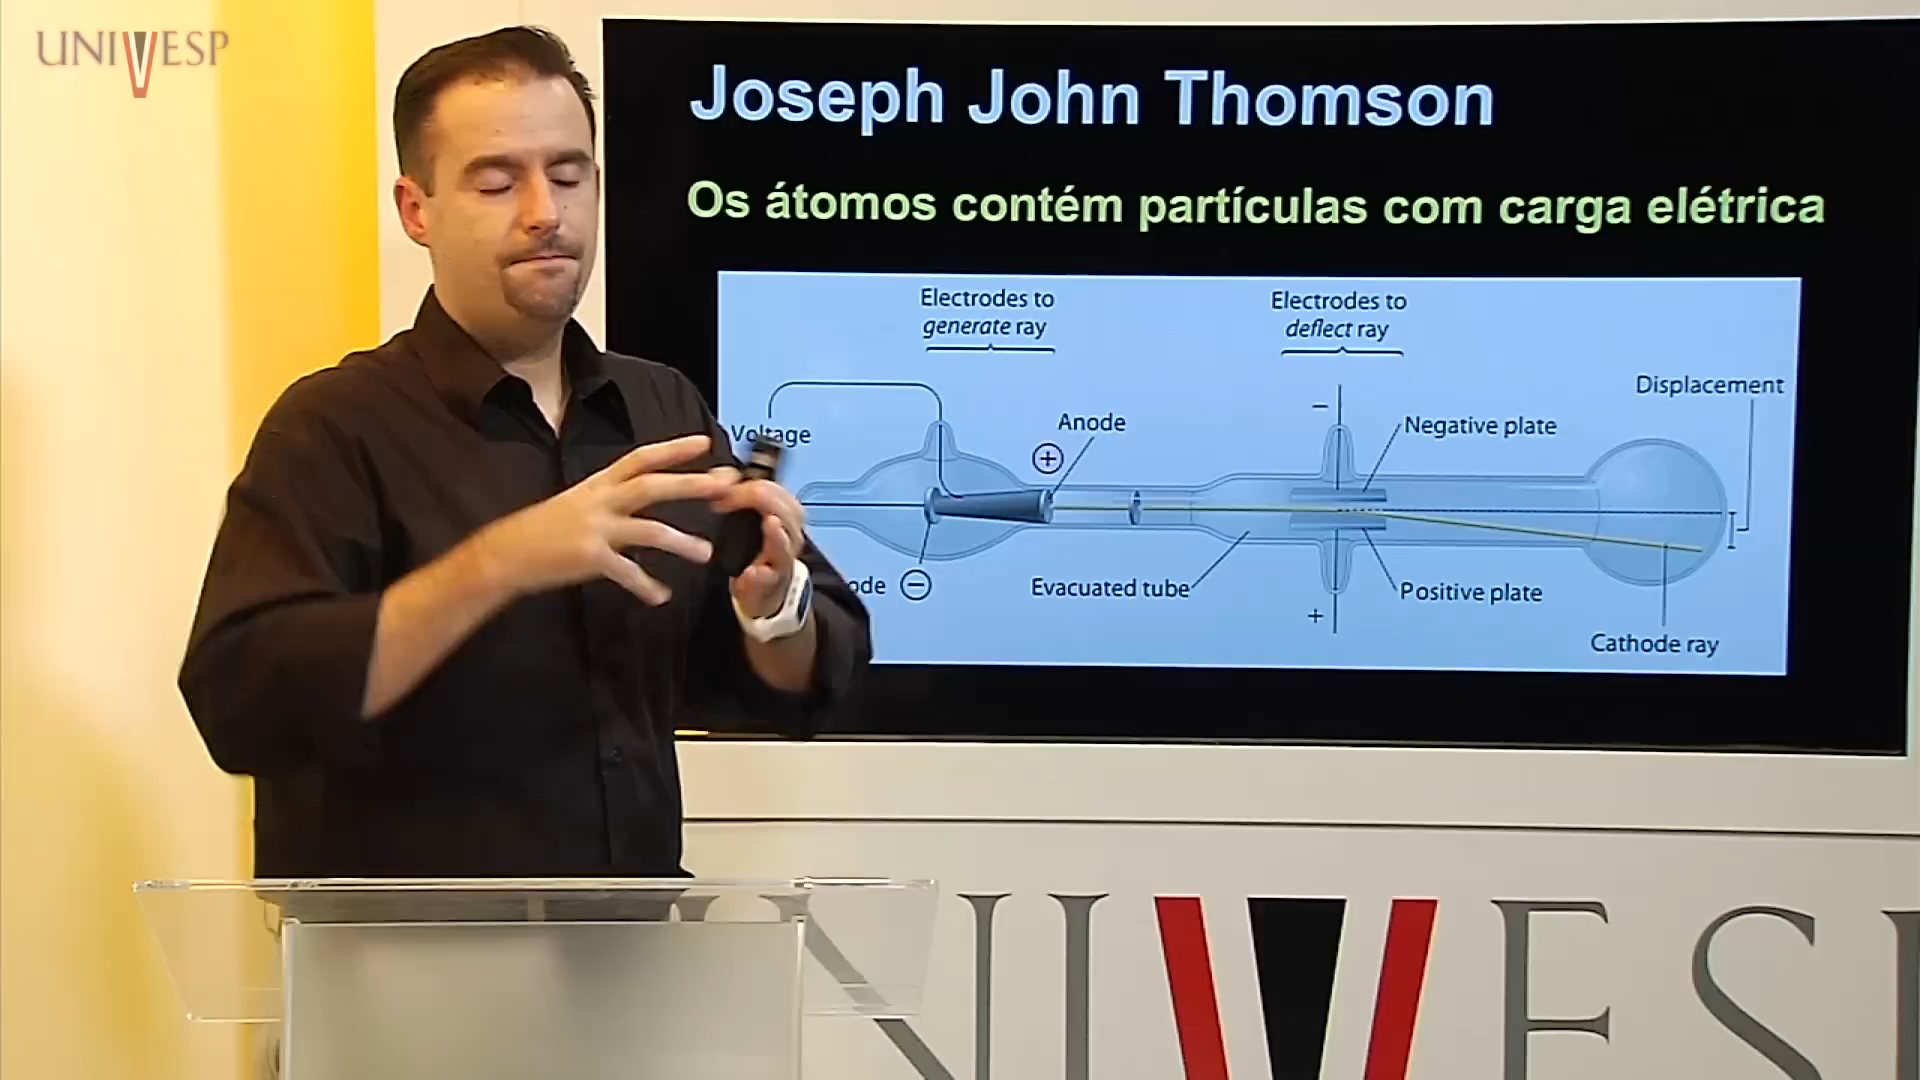 UNIVESP
Joseph John Thomson
Os átomos contém partículas com carga elétrica
Electrodes to
generate ray
Electrodes to
deflect ray
Displacement
Voltage
Anode
+
−
Negative plate
−
Evacuated tube
Positive plate
+
Cathode ray
UNIVESP